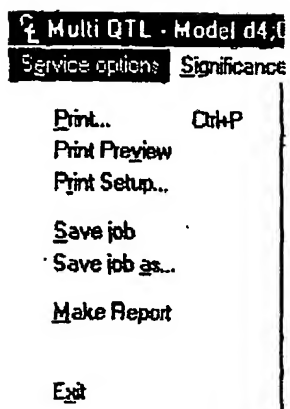 Multi QTL - Model d4;
Service options Significance
Print... Ctrl+P
Print Preview
Print Setup...
Save job
Save job as...
Make Report
Exit